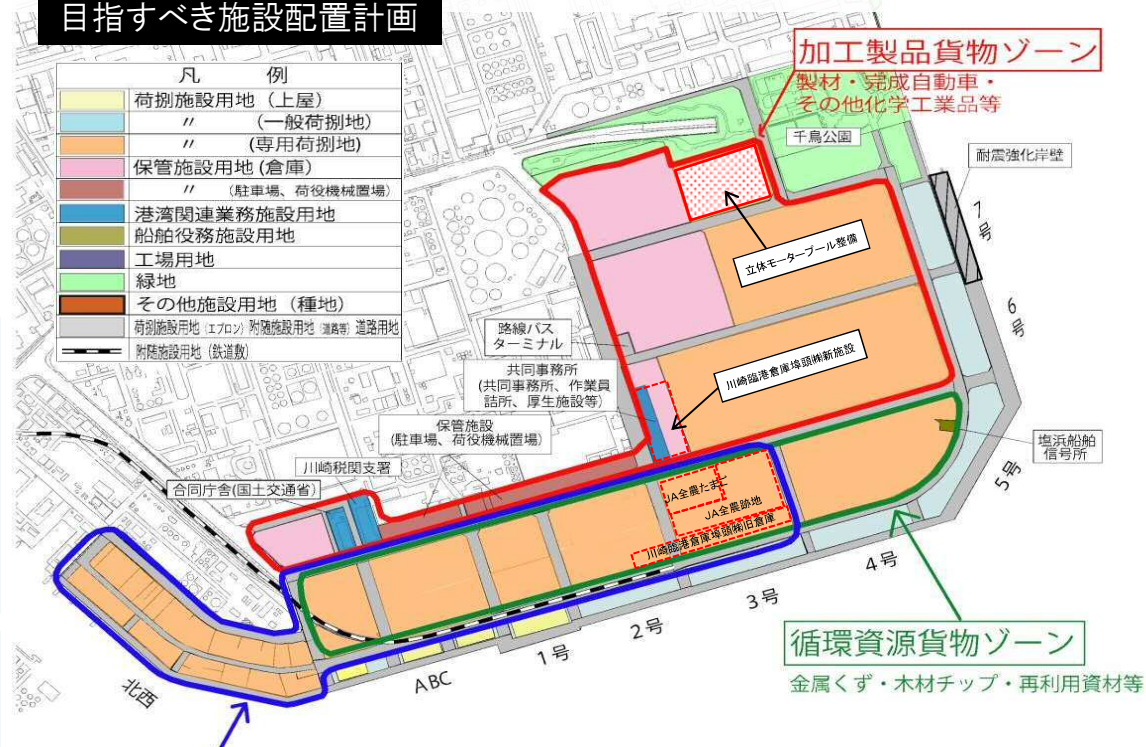 目指すべき施設配置計画
凡 例
荷捌施設用地（上屋）
〃 （一般荷捌地）
〃 （専用荷捌地）
保管施設用地（倉庫）
〃 （駐車場、荷役機械置場）
港湾関連業務施設用地
船舶役務施設用地
工場用地
緑地
その他施設用地（種地）
荷捌施設用地（エプロン）附随施設用地（道路等）道路用地
附随施設用地（鉄道敷）
加工製品貨物ゾーン
製材・完成自動車・
その他化学工業品等
千鳥公園
耐震強化岸壁
7号
6号
5号
4号
3号
2号
1号
ABC
北西
立体モータープール整備
川崎臨港倉庫埠頭㈱新施設
路線バス
ターミナル
共同事務所
(共同事務所、作業員
詰所、厚生施設等)
保管施設
(駐車場、荷役機械置場)
川崎税関支署
合同庁舎(国土交通省)
塩浜船舶
信号所
JA全農たまご
JA全農跡地
川崎臨港倉庫埠頭㈱旧倉庫
循環資源貨物ゾーン
金属くず・木材チップ・再利用資材等